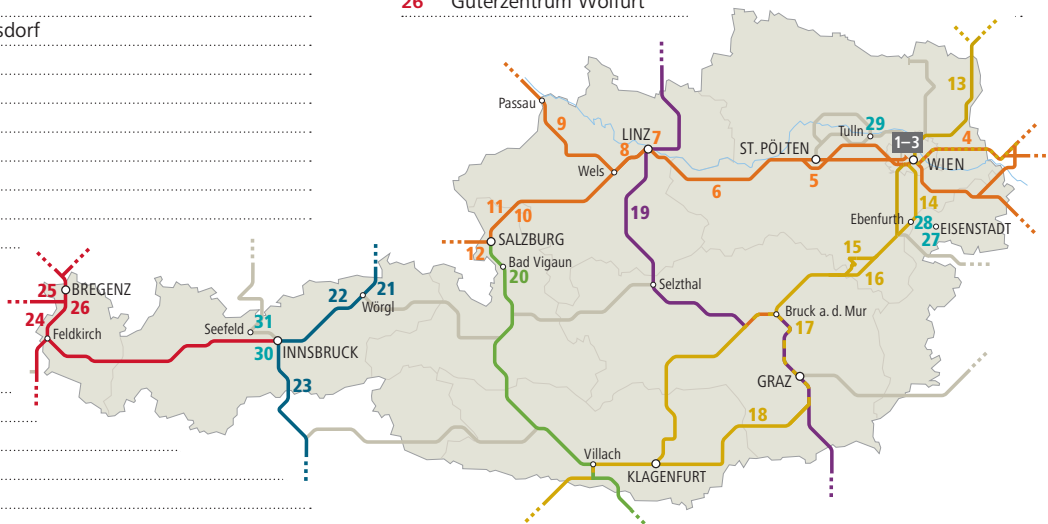 26 Güterzentrum Wolfurt
sdorf
13
Passau
9
29
Tulln
LINZ 7
8
1–3
4
ST. PÖLTEN
WIEN
Wels
5
6
11
10
19
14
Ebenfurth 28
EISENSTADT
27
12
SALZBURG
15
Bad Vigaun
20
16
25
BREGENZ
26
22
21
Selzthal
Wörgl
24
Feldkirch
Seefeld
31
Bruck a. d. Mur
17
30
INNSBRUCK
23
GRAZ
18
Villach
KLAGENFURT